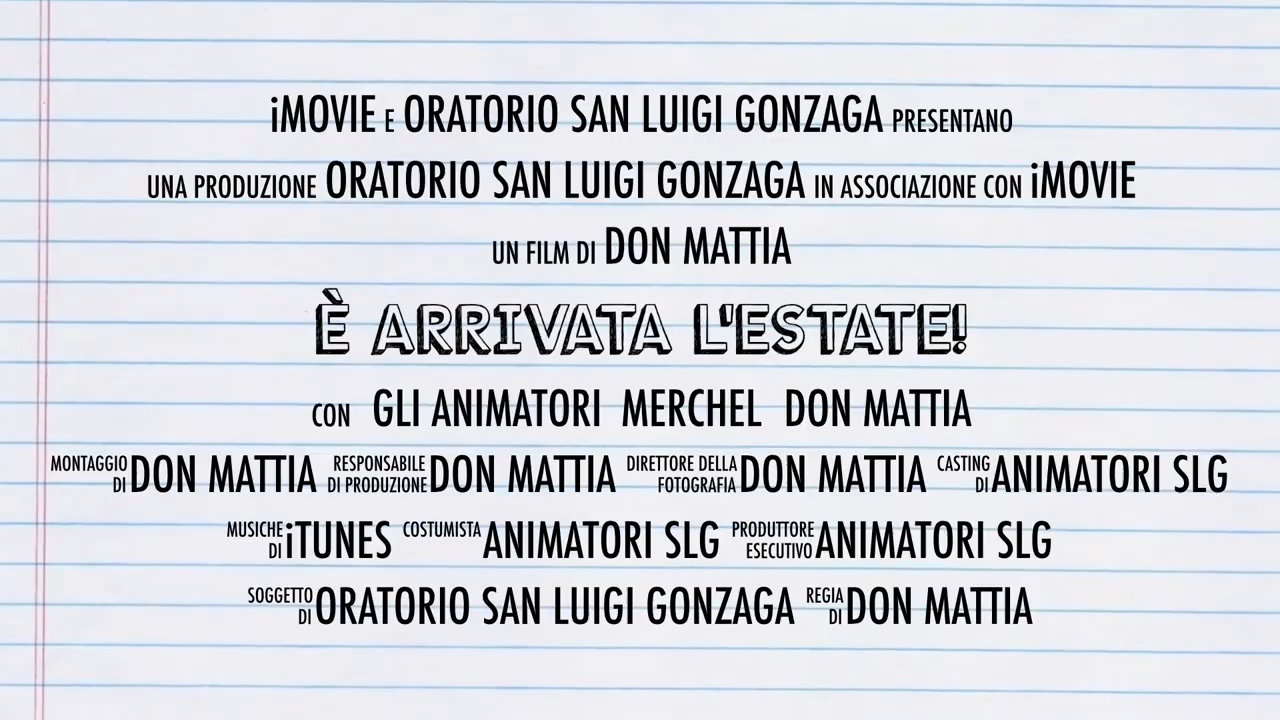 iMOVIE E ORATORIO SAN LUIGI GONZAGA PRESENTANO
UNA PRODUZIONE ORATORIO SAN LUIGI GONZAGA IN ASSOCIAZIONE CON iMOVIE
UN FILM DI DON MATTIA
È ARRIVATA L'ESTATE!
CON GLI ANIMATORI MERCHEL DON MATTIA
MONTAGGIO DI DON MATTIA RESPONSABILE DI PRODUZIONE DON MATTIA DIRETTORE DELLA FOTOGRAFIA DON MATTIA CASTING DI ANIMATORI SLG
MUSICHE DI iTUNES COSTUMISTA ANIMATORI SLG PRODUTTORE ESECUTIVO ANIMATORI SLG
SOGGETTO DI ORATORIO SAN LUIGI GONZAGA REGIA DI DON MATTIA